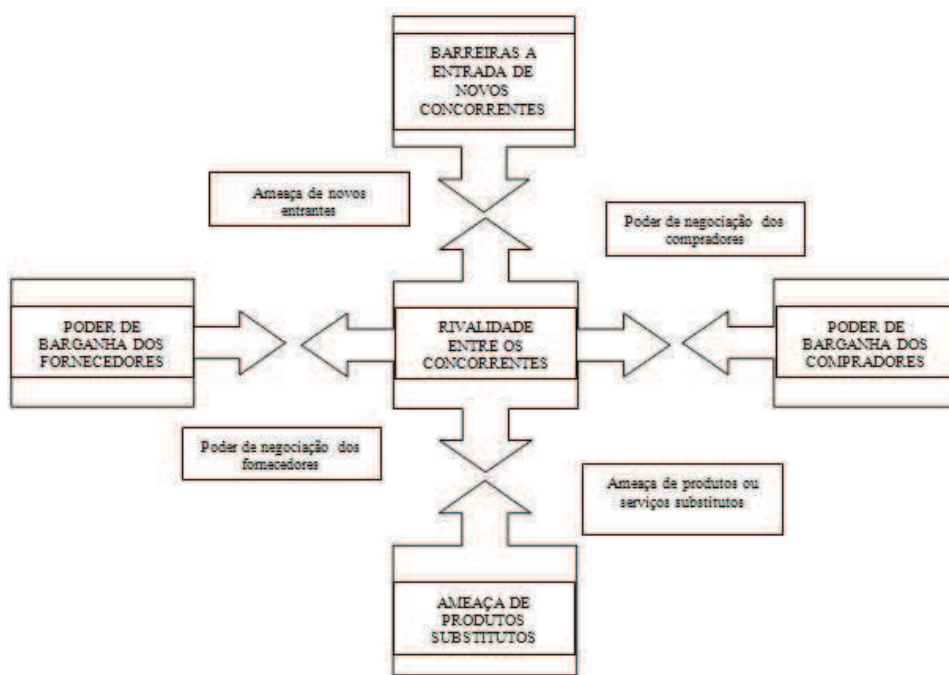 BARREIRAS A
ENTRADA DE
NOVOS
CONCORRENTES
Ameaça de novos
entrantes
Poder de negociação dos
compradores
PODER DE
BARGANHA DOS
FORNECEDORES
RIVALIDADE
ENTRE OS
CONCORRENTES
PODER DE
BARGANHA DOS
COMPRADORES
Poder de negociação dos
fornecedores
Ameaça de produtos ou
serviços substitutos
AMEAÇA DE
PRODUTOS
SUBSTITUTOS